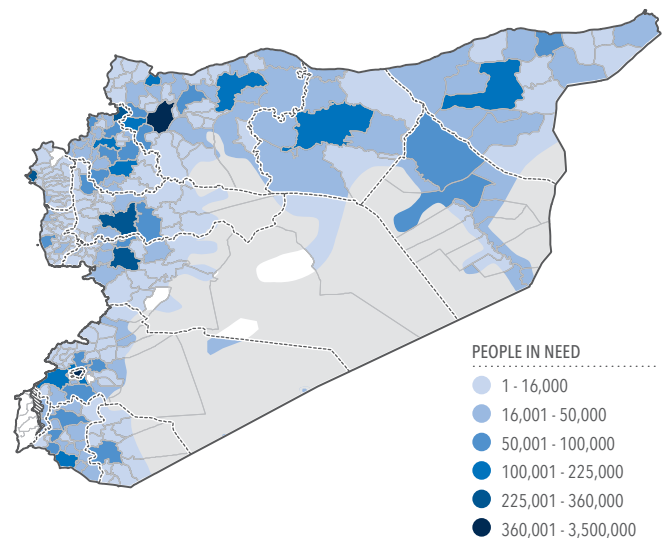 PEOPLE IN NEED
1 - 16,000
16,001 - 50,000
50,001 - 100,000
100,001 - 225,000
225,001 - 360,000
360,001 - 3,500,000